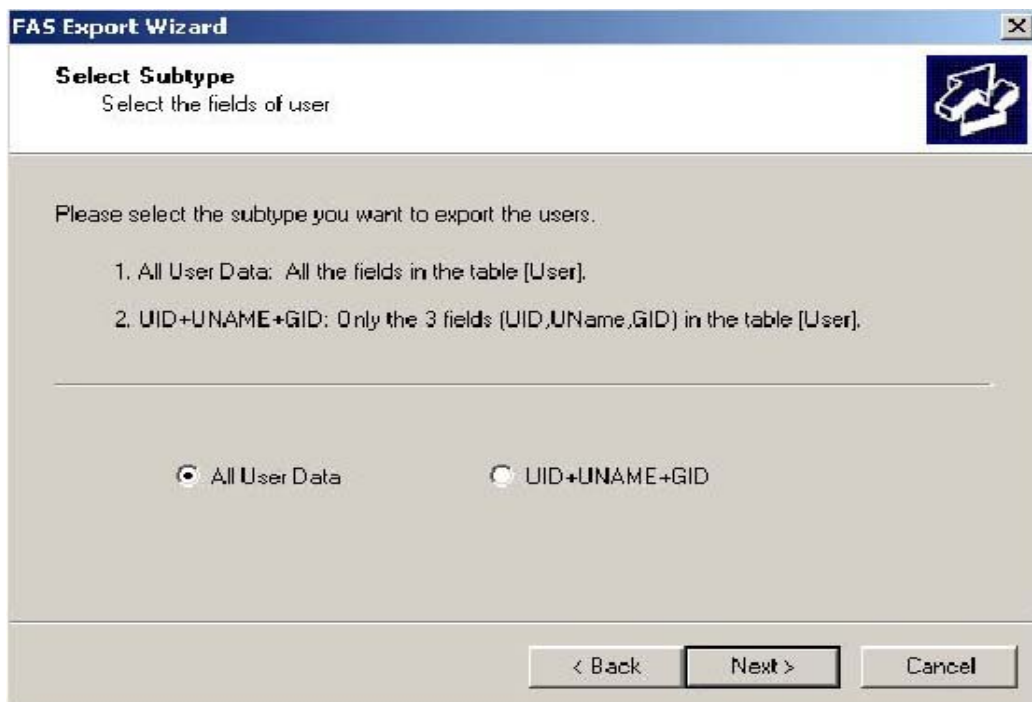 FAS Export Wizard
Select Subtype
Select the fields of user
Please select the subtype you want to export the users.
1. All User Data: All the fields in the table [User].
2. UID+UNAME+GID: Only the 3 fields (UID,UName,GID) in the table [User].
All User Data
UID+UNAME+GID
< Back
Next >
Cancel